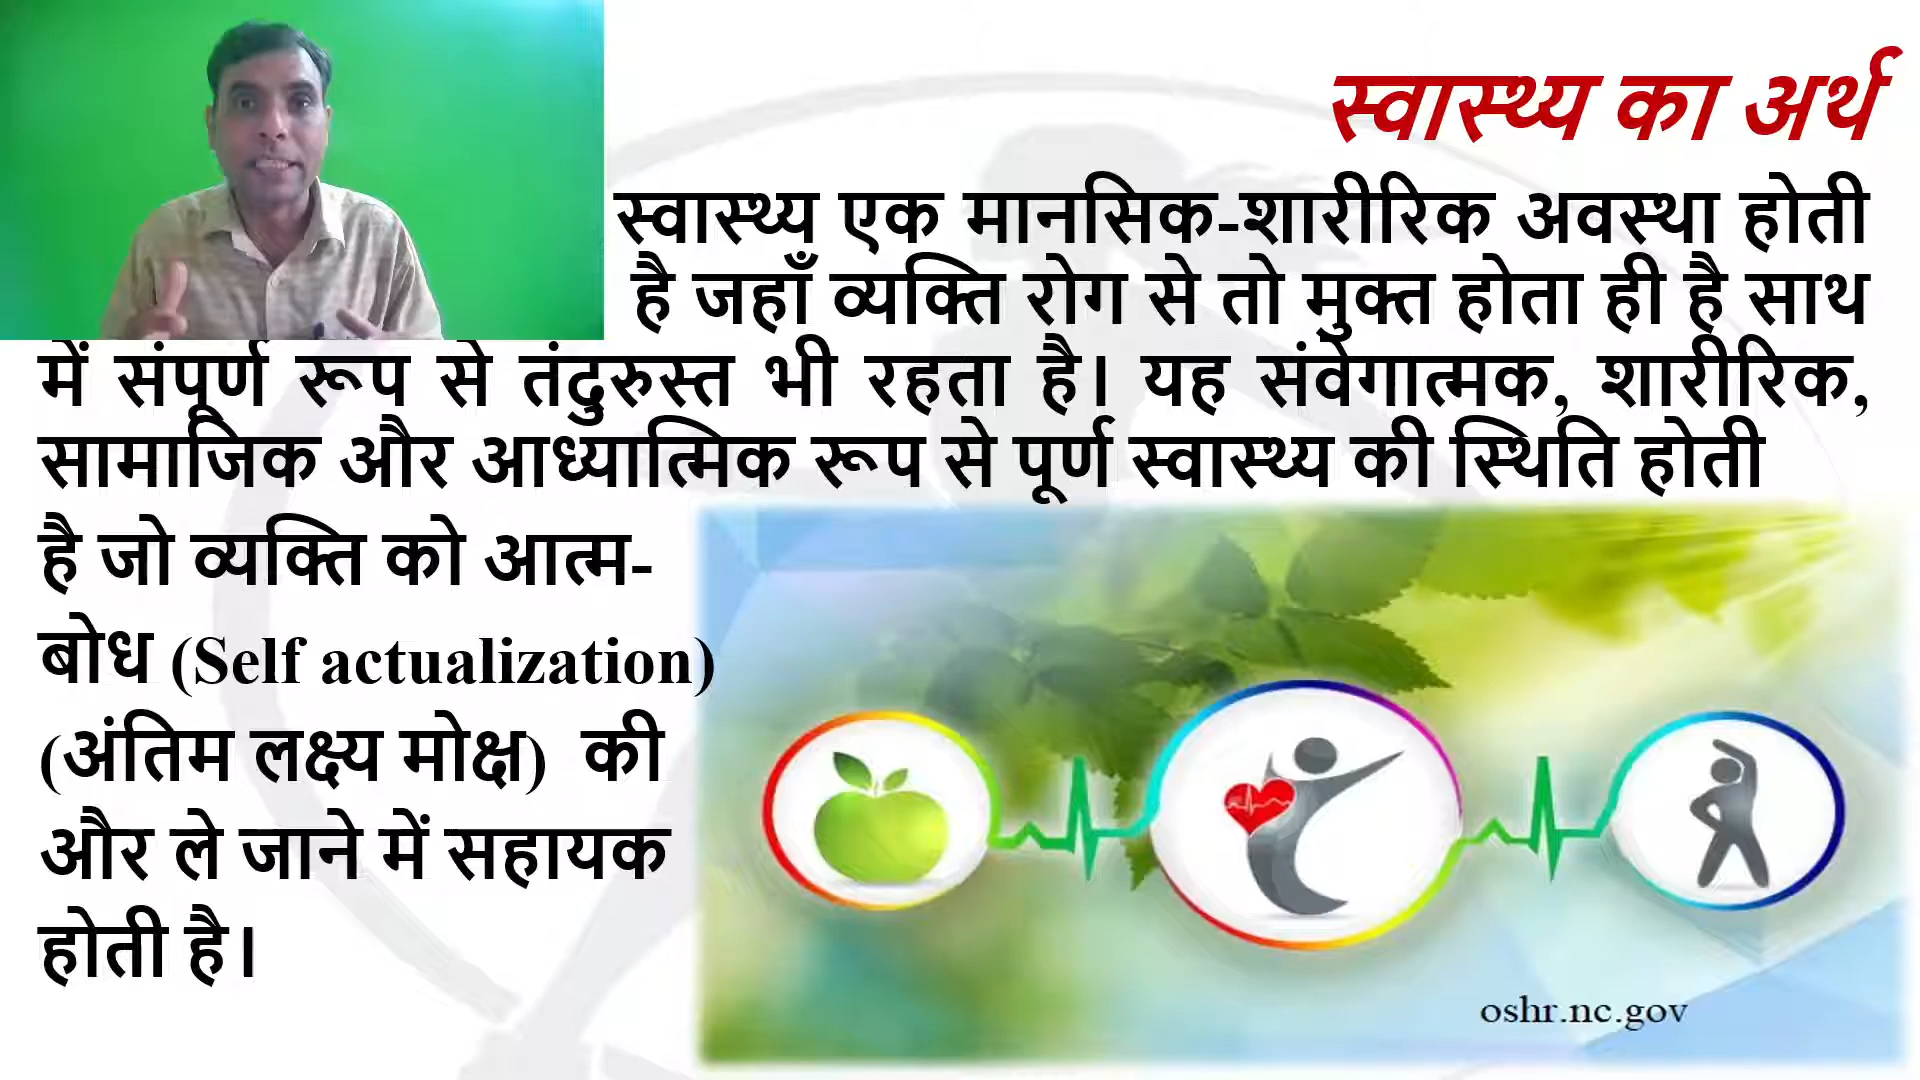 स्वास्थ्य का अर्थ
स्वास्थ्य एक मानसिक-शारीरिक अवस्था होती
है जहाँ व्यक्ति रोग से तो मुक्त होता ही है साथ
में संपूर्ण रूप से तंदुरुस्त भी रहता है। यह संवेगात्मक, शारीरिक,
सामाजिक और आध्यात्मिक रूप से पूर्ण स्वास्थ्य की स्थिति होती
है जो व्यक्ति को आत्म-
बोध (Self actualization)
(अंतिम लक्ष्य मोक्ष) की
और ले जाने में सहायक
होती है।
oshr.nc.gov